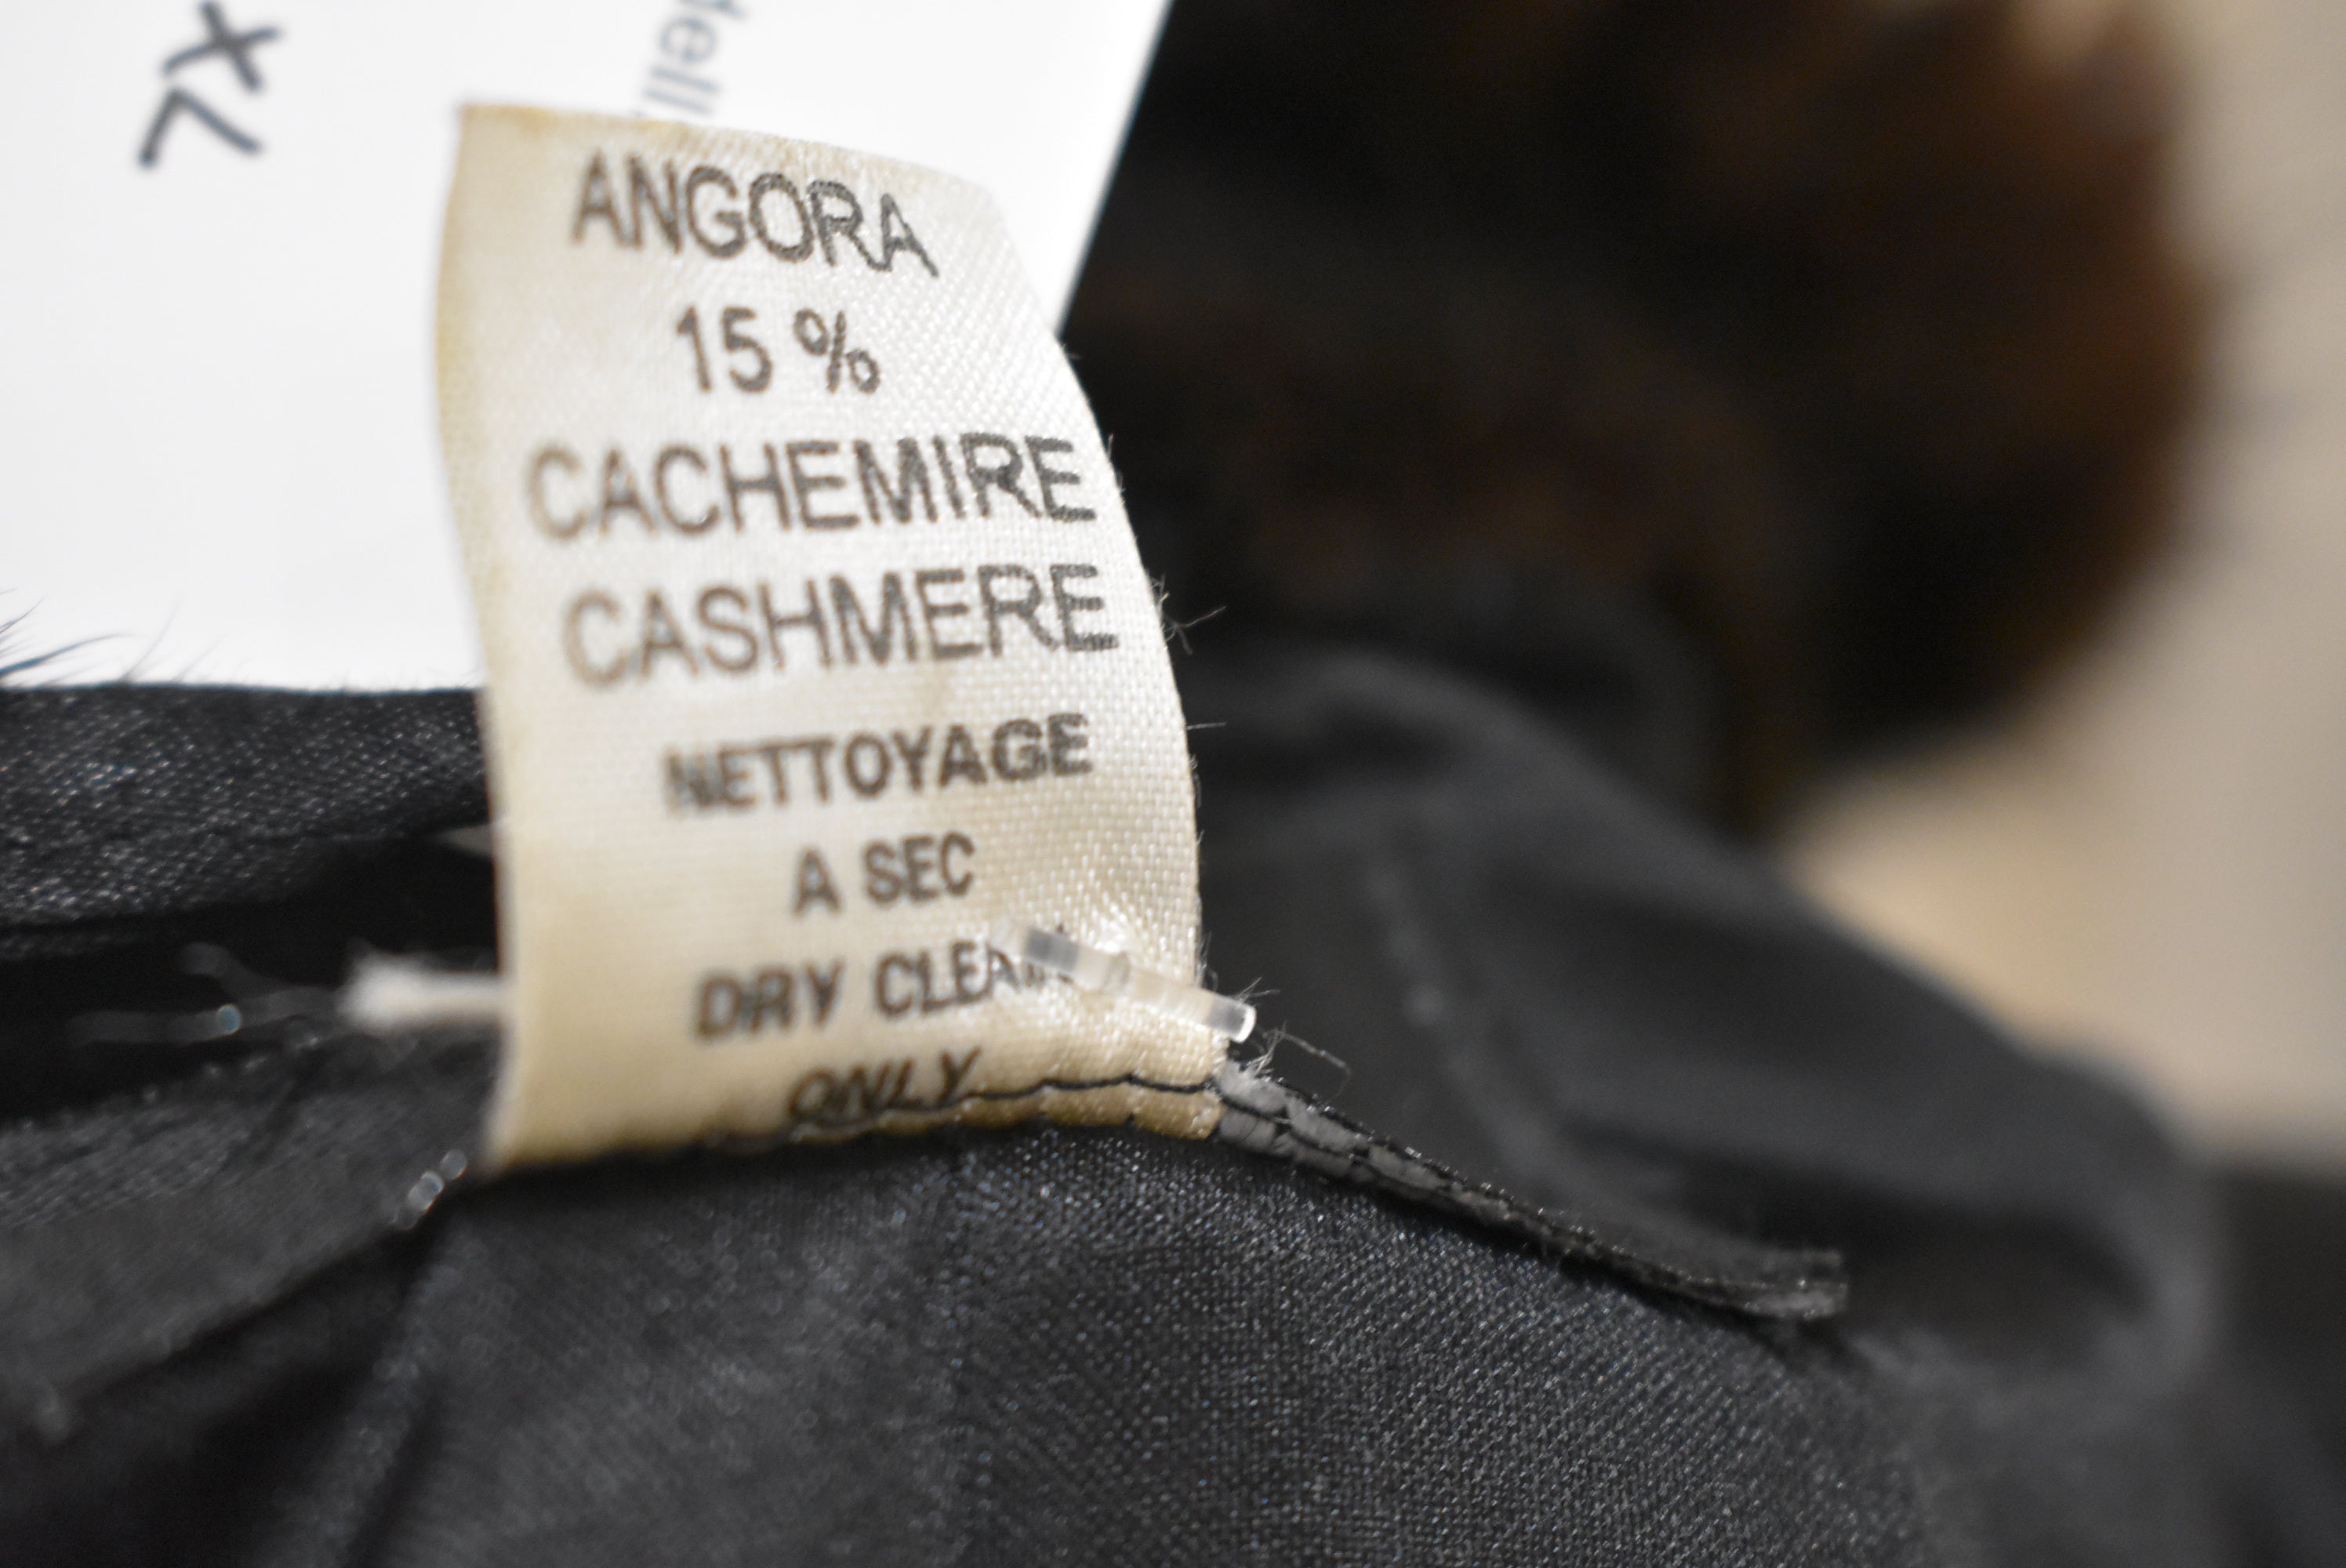 XL
ANGORA
15 %
CACHEMIRE
CASHMERE
NETTOYAGE
A SEC
DRY CLEAN
ONLY